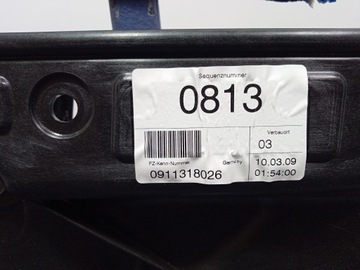 Sequenznummer
0813
Verbauort
03
FZ-Kenn-Nummer
Germany
0911318026
10.03.09
01:54:00